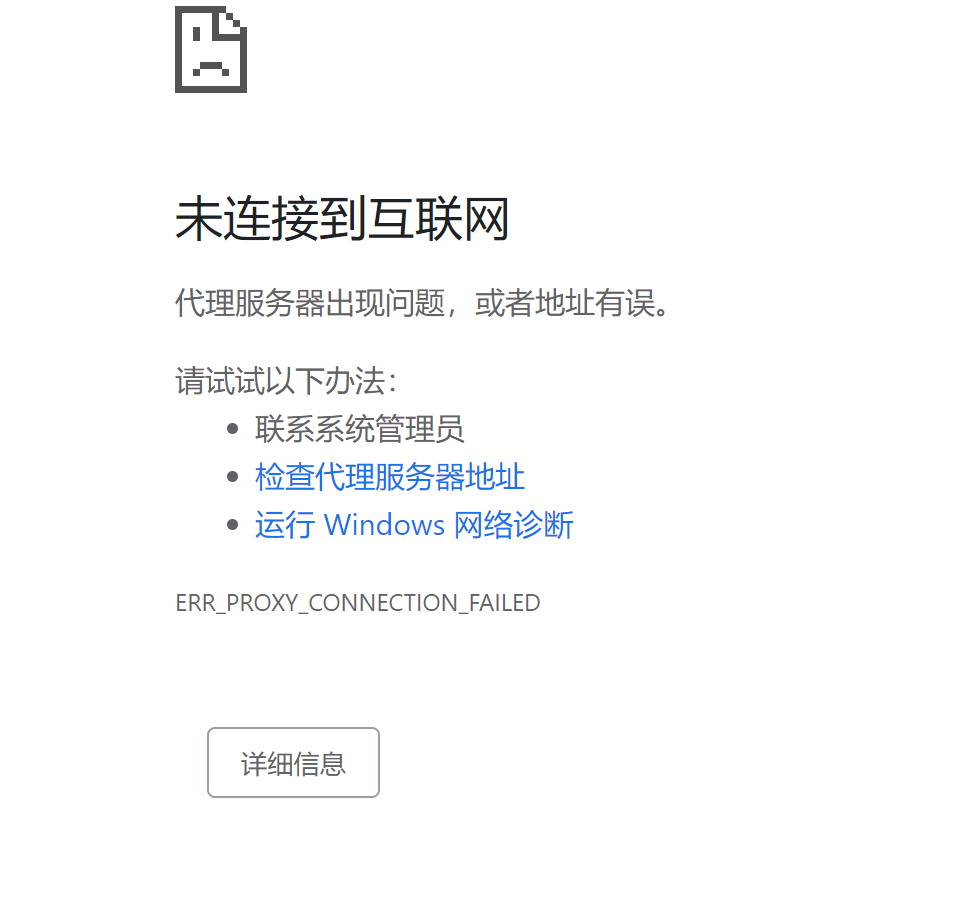 未连接到互联网
代理服务器出现问题，或者地址有误。
请试试以下办法：
联系系统管理员
检查代理服务器地址
运行 Windows 网络诊断
ERR_PROXY_CONNECTION_FAILED
详细信息